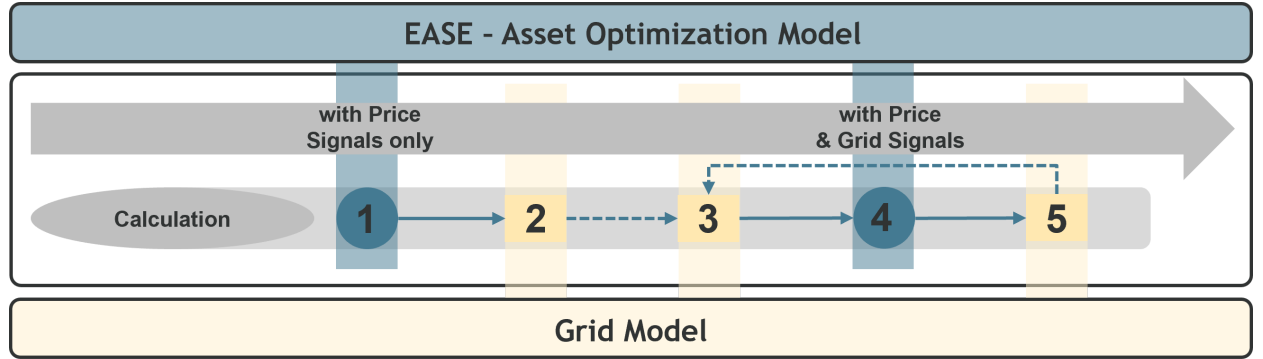 EASE – Asset Optimization Model
with Price
Signals only
with Price
& Grid Signals
Calculation
1
2
3
4
5
Grid Model